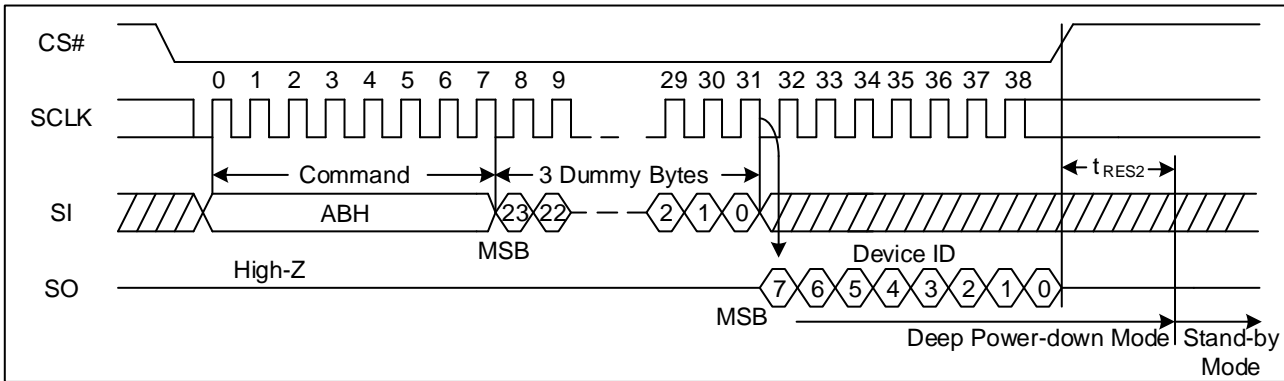 CS#
0 1 2 3 4 5 6 7 8 9 29 30 31 32 33 34 35 36 37 38
SCLK
Command 3 Dummy Bytes tRES2
SI ABH 23 22 2 1 0
MSB Device ID
High-Z
SO 7 6 5 4 3 2 1 0
MSB
Deep Power-down Mode Stand-by
Mode